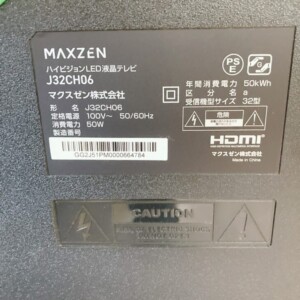 MAXZEN
ハイビジョンLED液晶テレビ
J32CH06
マクスゼン株式会社
形名：J32CH06
定格電源：100V～ 50/60Hz
消費電力：50W
製造番号：
GG2J51PM0000664784
PS
E
年間消費電力：50kWh
区分名：a
受信機型サイズ：32型
危険
HDMI
マクスゼン株式会社
Made in China
CAUTION